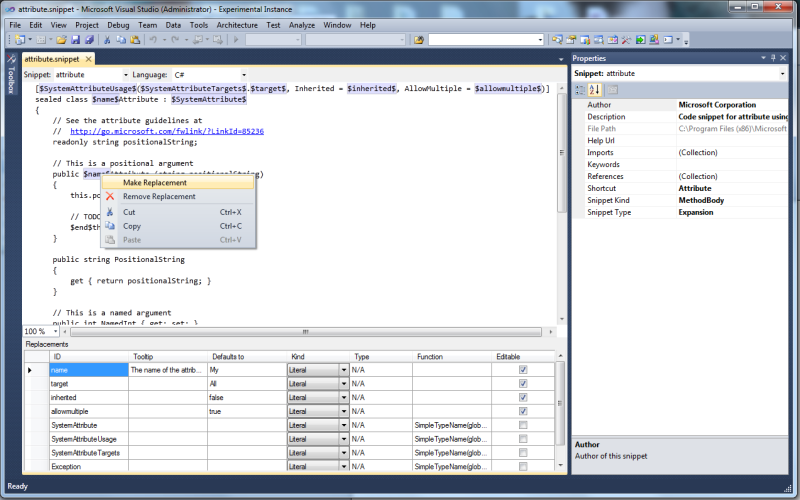 attribute.snippet - Microsoft Visual Studio (Administrator) - Experimental Instance
File Edit View Project Debug Team Data Tools Architecture Test Analyze Window Help
attribute.snippet
Toolbox
Snippet: attribute Language: C#
[$SystemAttributeUsage$($SystemAttributeTargets$.$target$, Inherited = $inherited$, AllowMultiple = $allowmultiple$)]
sealed class $name$Attribute : $SystemAttribute$
{
// See the attribute guidelines at
// http://go.microsoft.com/fwlink/?LinkId=85236
readonly string positionalString;
// This is a positional argument
public $name$Attribute (string positionalString)
{
this.po
// TODO
$end$th
}
Make Replacement
Remove Replacement
Cut Ctrl+X
Copy Ctrl+C
Paste Ctrl+V
public string PositionalString
{
get { return positionalString; }
}
// This is a named argument
public int NamedInt { get; set; }
100 %
Replacements
ID Tooltip Defaults to Kind Type Function Editable
name The name of the attrib... My Literal N/A
target All Literal N/A
inherited false Literal N/A
allowmultiple true Literal N/A
SystemAttribute Literal N/A SimpleTypeName(glob...
SystemAttributeUsage Literal N/A SimpleTypeName(glob...
SystemAttributeTargets Literal N/A SimpleTypeName(glob...
Exception Literal N/A SimpleTypeName(glob...
Properties
Snippet: attribute
Author Microsoft Corporation
Description Code snippet for attribute using
File Path C:\Program Files (x86)\Microsoft
Help Url
Imports (Collection)
Keywords
References (Collection)
Shortcut Attribute
Snippet Kind MethodBody
Snippet Type Expansion
Author
Author of this snippet
Ready